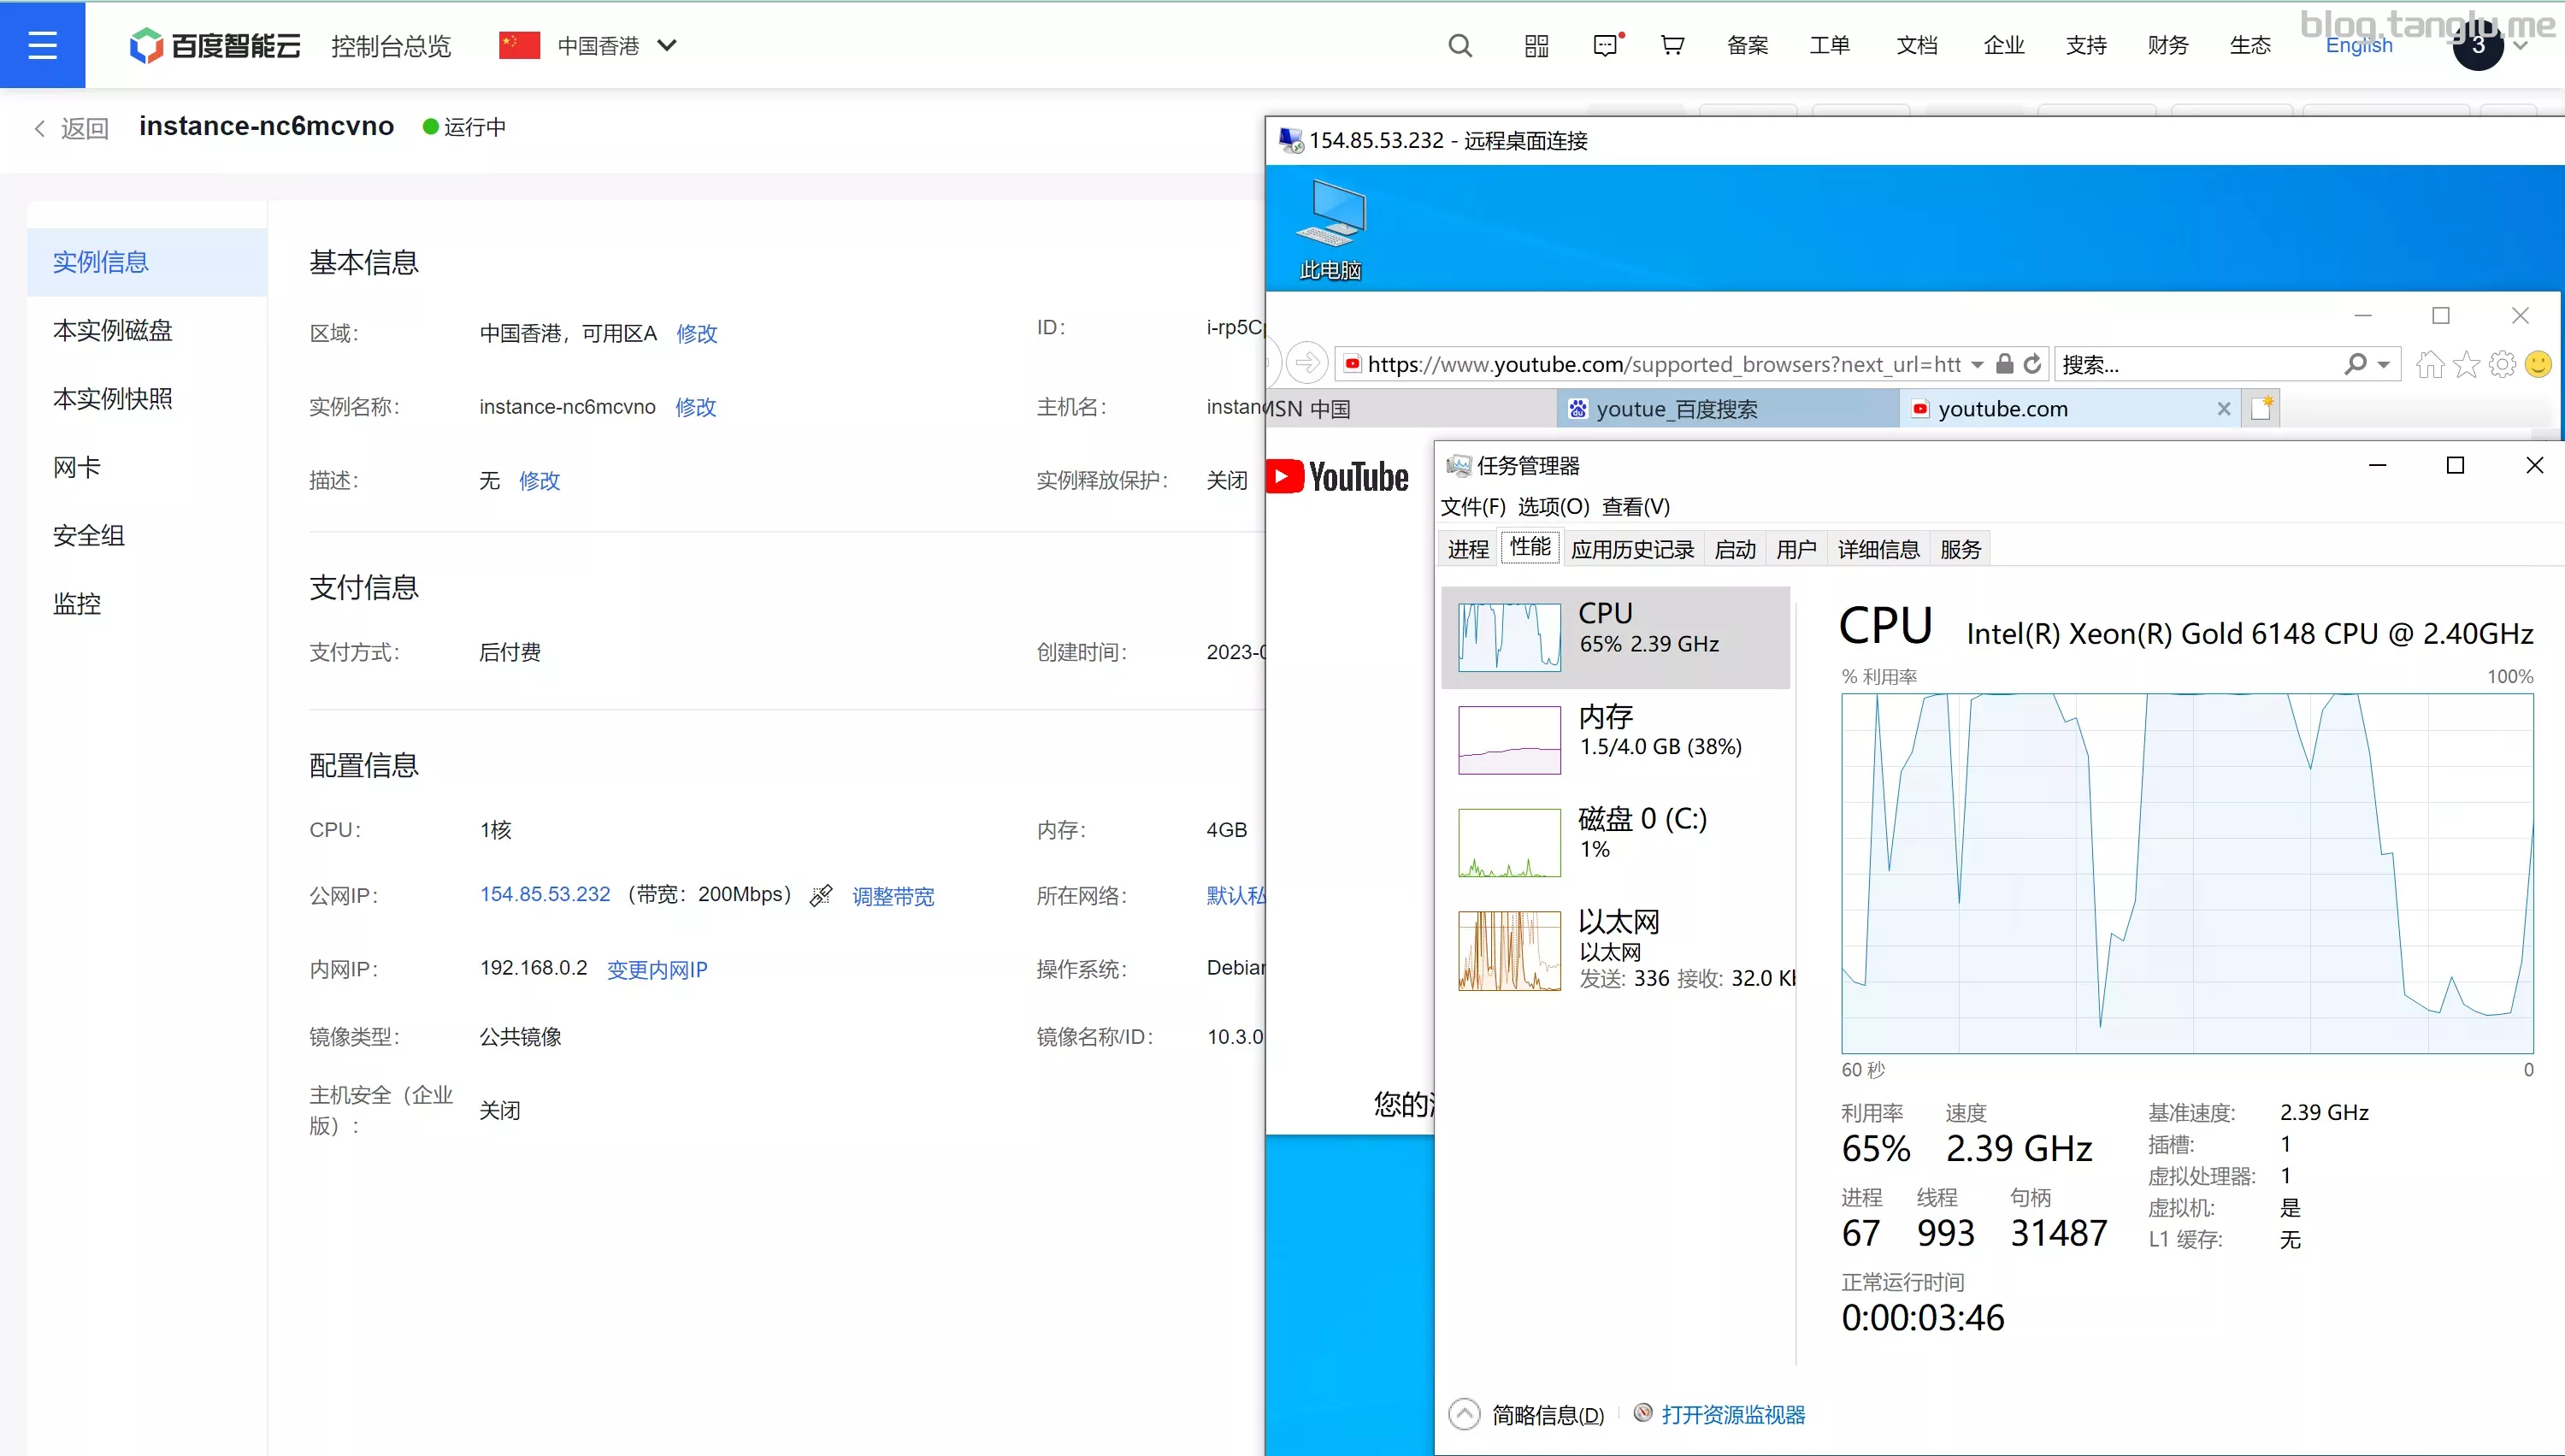 blog.tanglu.me
百度智能云 控制台总览 中国香港
备案 工单 文档 企业 支持 财务 生态 English 3
返回 instance-nc6mcvno 运行中
实例信息
本实例磁盘
本实例快照
网卡
安全组
监控
基本信息
区域： 中国香港，可用区A 修改 ID：
实例名称： instance-nc6mcvno 修改 主机名：
描述： 无 修改 实例释放保护： 关闭
支付信息
支付方式： 后付费 创建时间：
配置信息
CPU： 1核 内存： 4GB
公网IP： 154.85.53.232 （带宽：200Mbps） 调整带宽 所在网络：
内网IP： 192.168.0.2 变更内网IP 操作系统：
镜像类型： 公共镜像 镜像名称/ID：
主机安全（企业版）： 关闭
154.85.53.232 - 远程桌面连接
此电脑
https://www.youtube.com/supported_browsers?next_url=htt 搜索...
MSN 中国 youtue_百度搜索 youtube.com
YouTube
您的
任务管理器
文件(F) 选项(O) 查看(V)
进程 性能 应用历史记录 启动 用户 详细信息 服务
CPU
65% 2.39 GHz
内存
1.5/4.0 GB (38%)
磁盘 0 (C:)
1%
以太网
以太网
发送: 336 接收: 32.0
CPU Intel(R) Xeon(R) Gold 6148 CPU @ 2.40GHz
% 利用率 100%
60 秒 0
利用率 速度
65% 2.39 GHz
进程 线程 句柄
67 993 31487
正常运行时间
0:00:03:46
基准速度: 2.39 GHz
插槽: 1
虚拟处理器: 1
虚拟机: 是
L1 缓存: 无
简略信息(D) 打开资源监视器